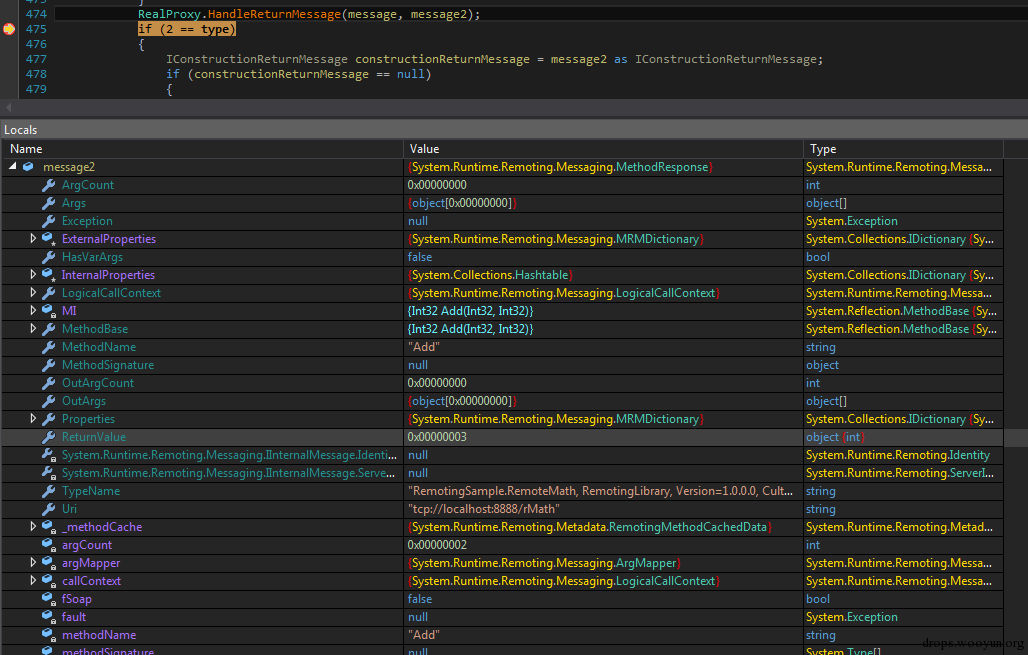 473 }
474 RealProxy.HandleReturnMessage(message, message2);
475 if (2 == type)
476 {
477 IConstructionReturnMessage constructionReturnMessage = message2 as IConstructionReturnMessage;
478 if (constructionReturnMessage == null)
479 {
Locals
Name Value Type
message2 {System.Runtime.Remoting.Messaging.MethodResponse} System.Runtime.Remoting.Messa...
ArgCount 0x00000000 int
Args {object[0x00000000]} object[]
Exception null System.Exception
ExternalProperties {System.Runtime.Remoting.Messaging.MRMDictionary} System.Collections.IDictionary {Sy...
HasVarArgs false bool
InternalProperties {System.Collections.Hashtable} System.Collections.IDictionary {Sy...
LogicalCallContext {System.Runtime.Remoting.Messaging.LogicalCallContext} System.Runtime.Remoting.Messa...
MI {Int32 Add(Int32, Int32)} System.Reflection.MethodBase {Sy...
MethodBase {Int32 Add(Int32, Int32)} System.Reflection.MethodBase {Sy...
MethodName "Add" string
MethodSignature null object
OutArgCount 0x00000000 int
OutArgs {object[0x00000000]} object[]
Properties {System.Runtime.Remoting.Messaging.MRMDictionary} System.Collections.IDictionary {Sy...
ReturnValue 0x00000003 object {int}
System.Runtime.Remoting.Messaging.IInternalMessage.Identi... null System.Runtime.Remoting.Identity
System.Runtime.Remoting.Messaging.IInternalMessage.Serve... null System.Runtime.Remoting.ServerI...
TypeName "RemotingSample.RemoteMath, RemotingLibrary, Version=1.0.0.0, Cult... string
Uri "tcp://localhost:8888/rMath" string
_methodCache {System.Runtime.Remoting.Metadata.RemotingMethodCachedData} System.Runtime.Remoting.Metad...
argCount 0x00000002 int
argMapper {System.Runtime.Remoting.Messaging.ArgMapper} System.Runtime.Remoting.Messa...
callContext {System.Runtime.Remoting.Messaging.LogicalCallContext} System.Runtime.Remoting.Messa...
fSoap false bool
fault null System.Exception
methodName "Add" string
methodSignature null System.Type[]
drops.wooyun.org